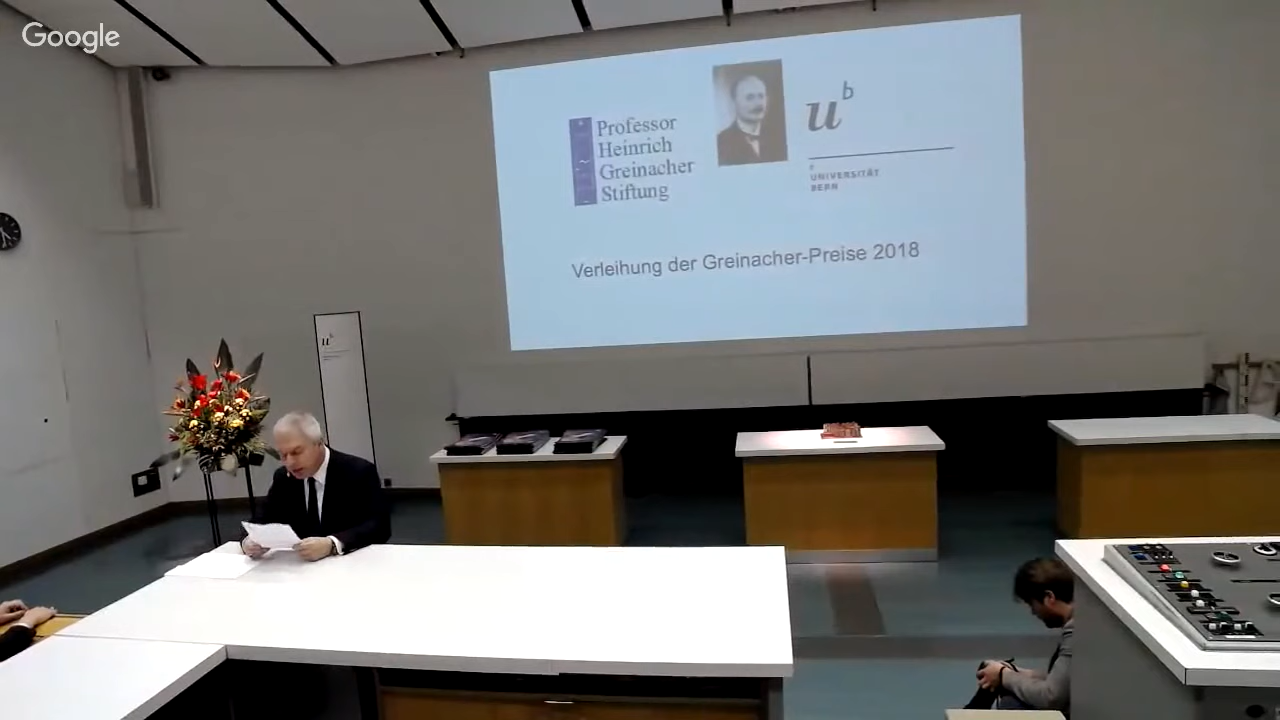 Google
Professor
Heinrich
Greinacher
Stiftung
u^b
UNIVERSITÄT
BERN
Verleihung der Greinacher-Preise 2018
u^b